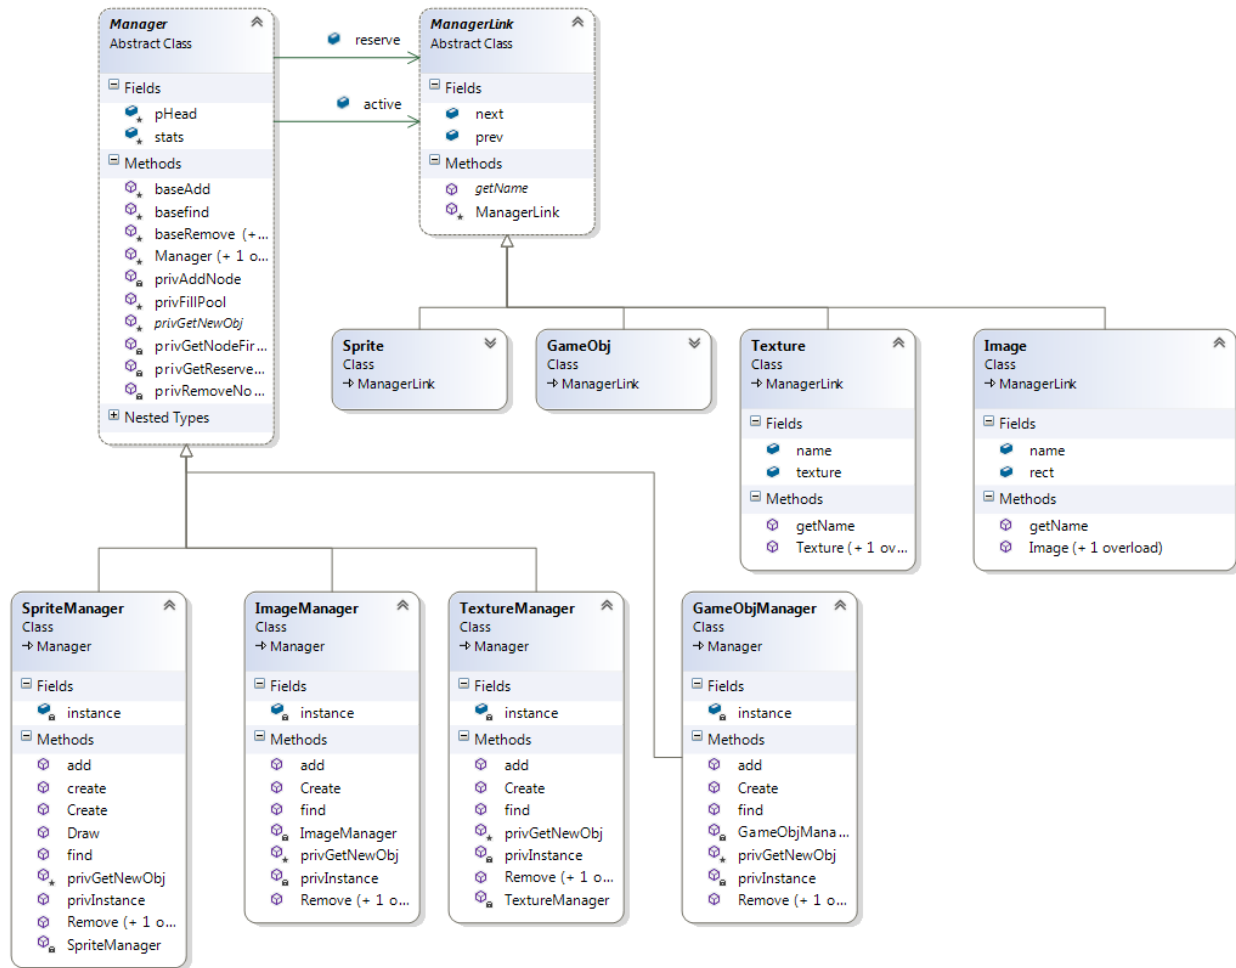 Manager
Abstract Class
Fields
pHead
stats
Methods
baseAdd
basefind
baseRemove (+...
Manager (+ 1 o...
privAddNode
privFillPool
privGetNewObj
privGetNodeFir...
privGetReserve...
privRemoveNo...
Nested Types
reserve
active
ManagerLink
Abstract Class
Fields
next
prev
Methods
getName
ManagerLink
Sprite
Class
ManagerLink
GameObj
Class
ManagerLink
Texture
Class
ManagerLink
Fields
name
texture
Methods
getName
Texture (+ 1 ov...
Image
Class
ManagerLink
Fields
name
rect
Methods
getName
Image (+ 1 overload)
SpriteManager
Class
Manager
Fields
instance
Methods
add
create
Create
Draw
find
privGetNewObj
privInstance
Remove (+ 1 o...
SpriteManager
ImageManager
Class
Manager
Fields
instance
Methods
add
Create
find
ImageManager
privGetNewObj
privInstance
Remove (+ 1 o...
TextureManager
Class
Manager
Fields
instance
Methods
add
Create
find
privGetNewObj
privInstance
Remove (+ 1 o...
TextureManager
GameObjManager
Class
Manager
Fields
instance
Methods
add
Create
find
GameObjMana...
privGetNewObj
privInstance
Remove (+ 1 o...